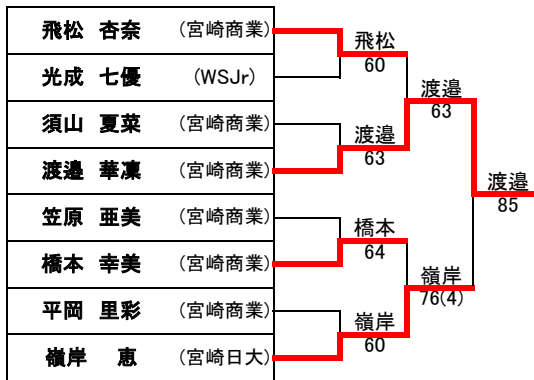 飛松 杏奈 (宮崎商業)
光成 七優 (WSJr)
須山 夏菜 (宮崎商業)
渡邉 華凜 (宮崎商業)
笠原 亜美 (宮崎商業)
橋本 幸美 (宮崎商業)
平岡 里彩 (宮崎商業)
嶺岸 恵 (宮崎日大)
飛松
60
渡邉
63
橋本
64
嶺岸
60
渡邉
63
嶺岸
76(4)
渡邉
85